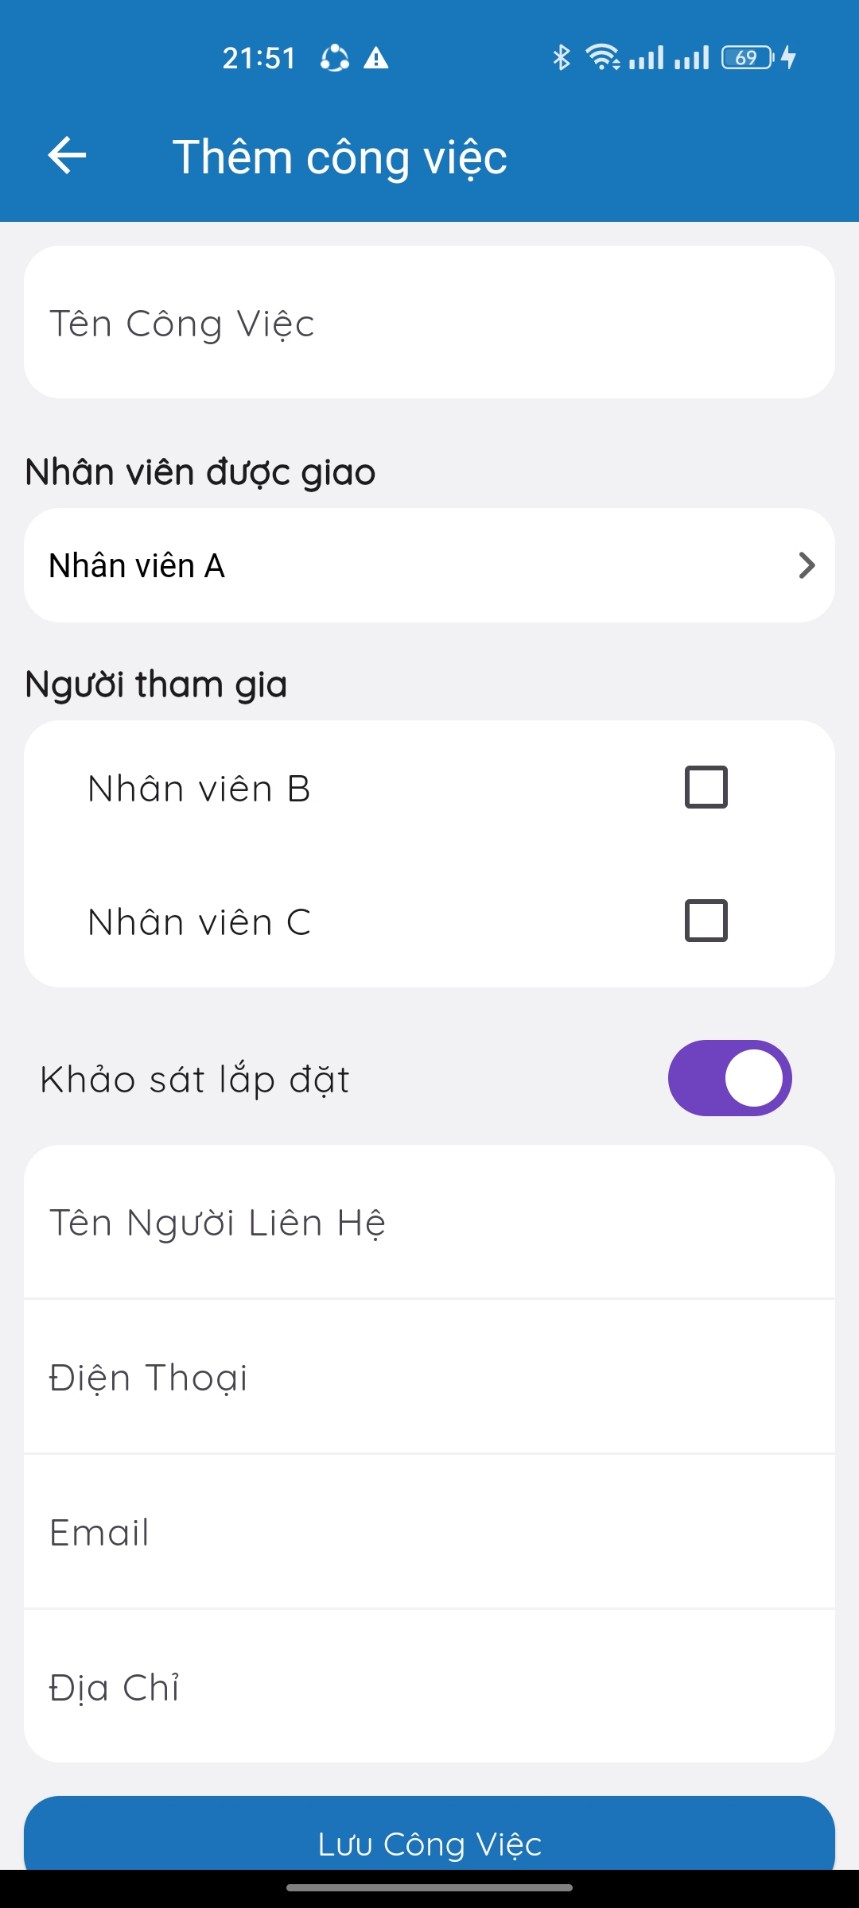 21:51
69
Thêm công việc
Tên Công Việc
Nhân viên được giao
Nhân viên A
Người tham gia
Nhân viên B
Nhân viên C
Khảo sát lắp đặt
Tên Người Liên Hệ
Điện Thoại
Email
Địa Chỉ
Lưu Công Việc